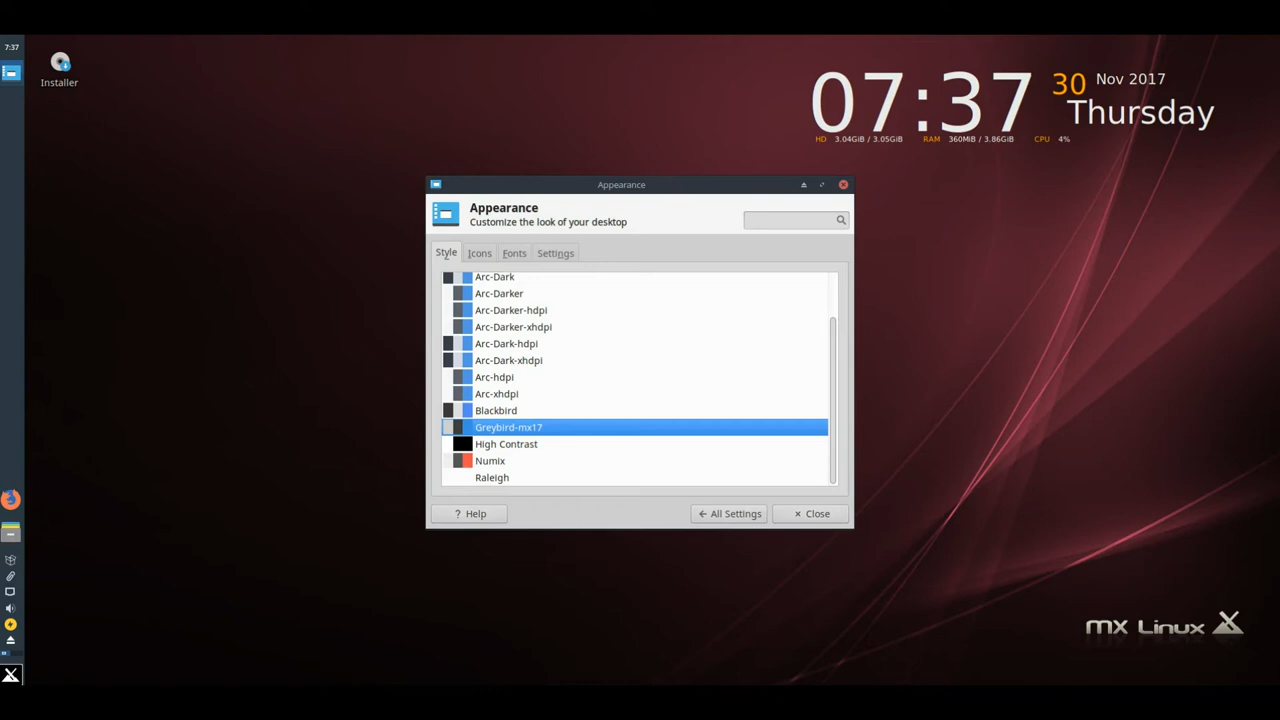 7:37
Installer
07:37
30 Nov 2017
Thursday
HD 3.04GiB / 3.05GiB RAM 360MiB / 3.86GiB CPU 4%
Appearance
Appearance
Customize the look of your desktop
Style Icons Fonts Settings
Arc-Dark
Arc-Darker
Arc-Darker-hdpi
Arc-Darker-xhdpi
Arc-Dark-hdpi
Arc-Dark-xhdpi
Arc-hdpi
Arc-xhdpi
Blackbird
Greybird-mx17
High Contrast
Numix
Raleigh
? Help
All Settings
Close
mx Linux